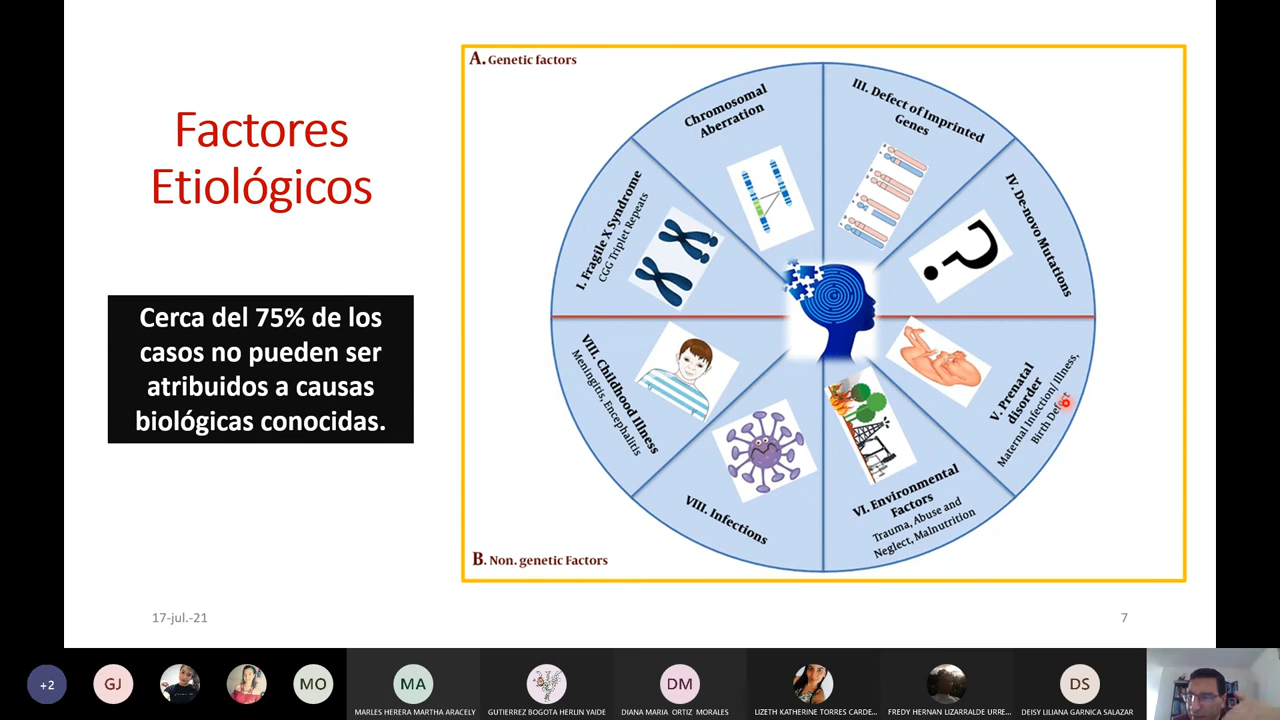 Factores
Etiológicos
Cerca del 75% de los
casos no pueden ser
atribuidos a causas
biológicas conocidas.
A. Genetic factors
Chromosomal
Aberration
III. Defect of Imprinted
Genes
I. Fragile X Syndrome
CGG Triplet Repeats
IV. De-novo Mutations
VIII. Childhood Illness
Meningitis, Encephalitis
V. Prenatal
disorder
Maternal Infection/Illness,
Birth Defect
VIII. Infections
VI. Environmental
Factors
Trauma, Abuse and
Neglect, Malnutrition
B. Non. genetic Factors
17-jul.-21
7
+2
GJ
MO
MA
DM
DS
MARLES HERERA MARTHA ARACELY
GUTIERREZ BOGOTA HERLIN YAIDE
DIANA MARIA ORTIZ MORALES
LIZETH KATHERINE TORRES CARDE...
FREDY HERNAN LIZARRALDE URRE...
DEISY LILIANA GARNICA SALAZAR